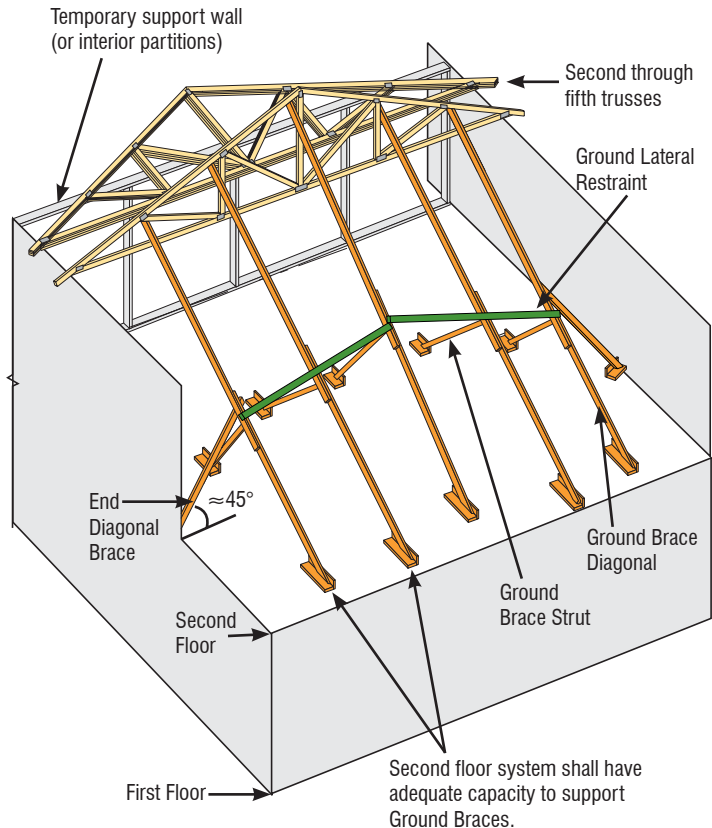 Temporary support wall
(or interior partitions)
Second through
fifth trusses
Ground Lateral
Restraint
End
Diagonal
Brace
≈45°
Ground Brace
Diagonal
Ground
Brace Strut
Second
Floor
First Floor
Second floor system shall have
adequate capacity to support
Ground Braces.